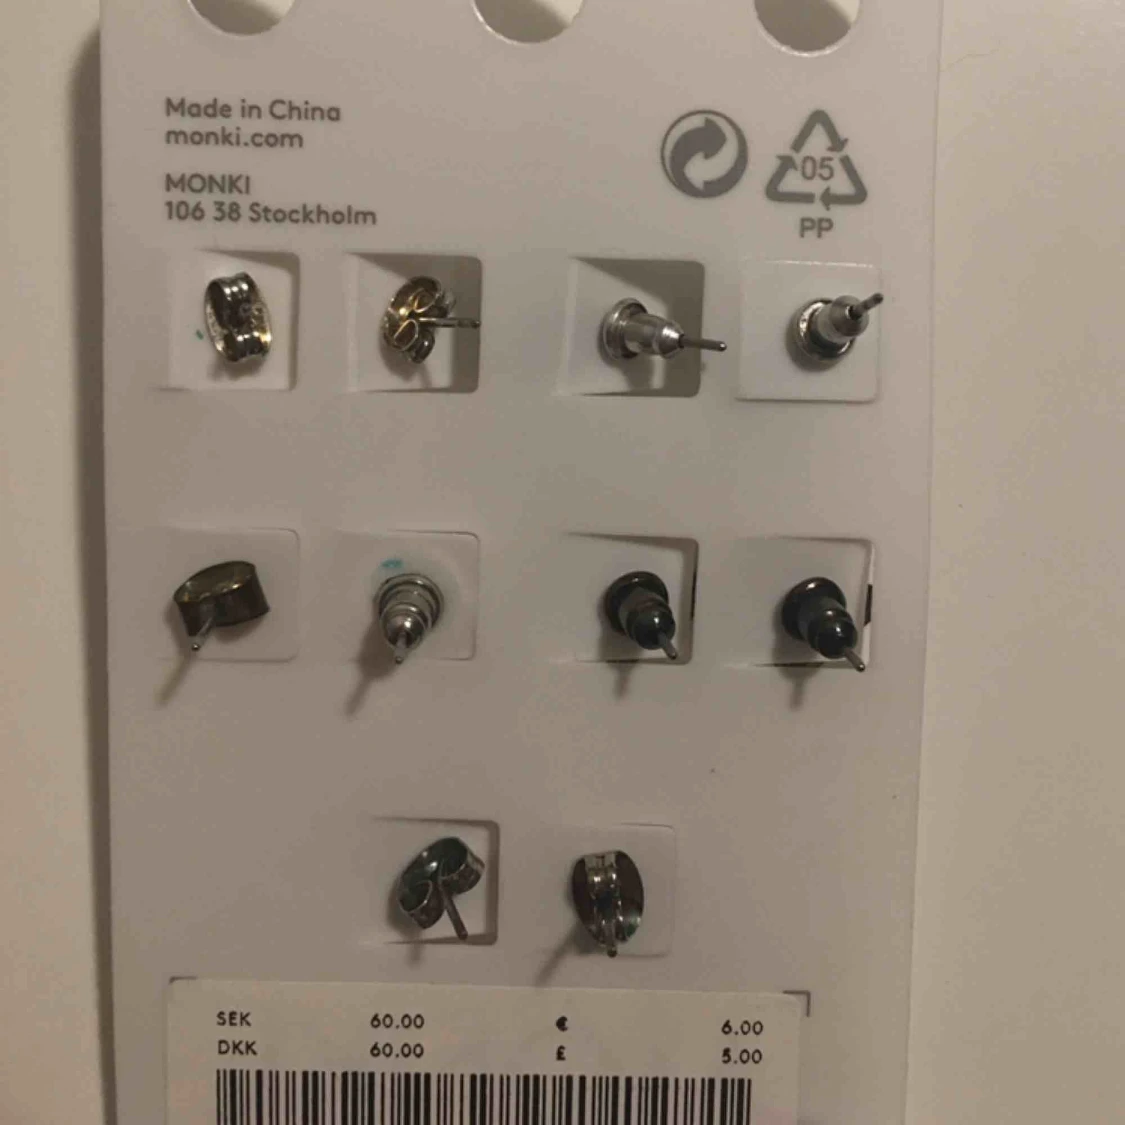 Made in China
monki.com
MONKI
106 38 Stockholm
05
PP
SEK 60.00 € 6.00
DKK 60.00 £ 5.00